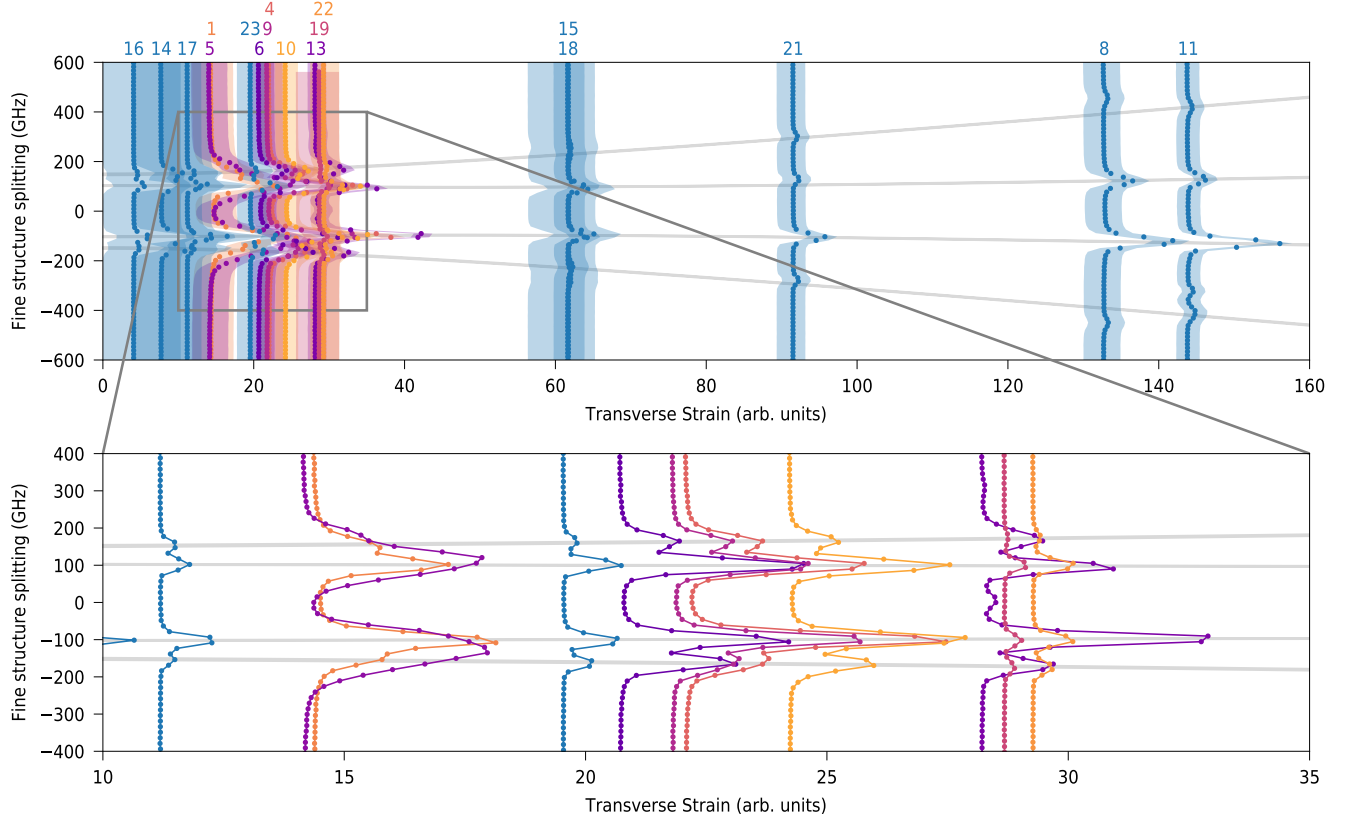 4 22
1 23 9 19 15
16 14 17 5 6 10 13 18 21 8 11
600
400
200
0
−200
−400
−600
Fine structure splitting (GHz)
0 20 40 60 80 100 120 140 160
Transverse Strain (arb. units)
400
300
200
100
0
−100
−200
−300
−400
Fine structure splitting (GHz)
10 15 20 25 30 35
Transverse Strain (arb. units)